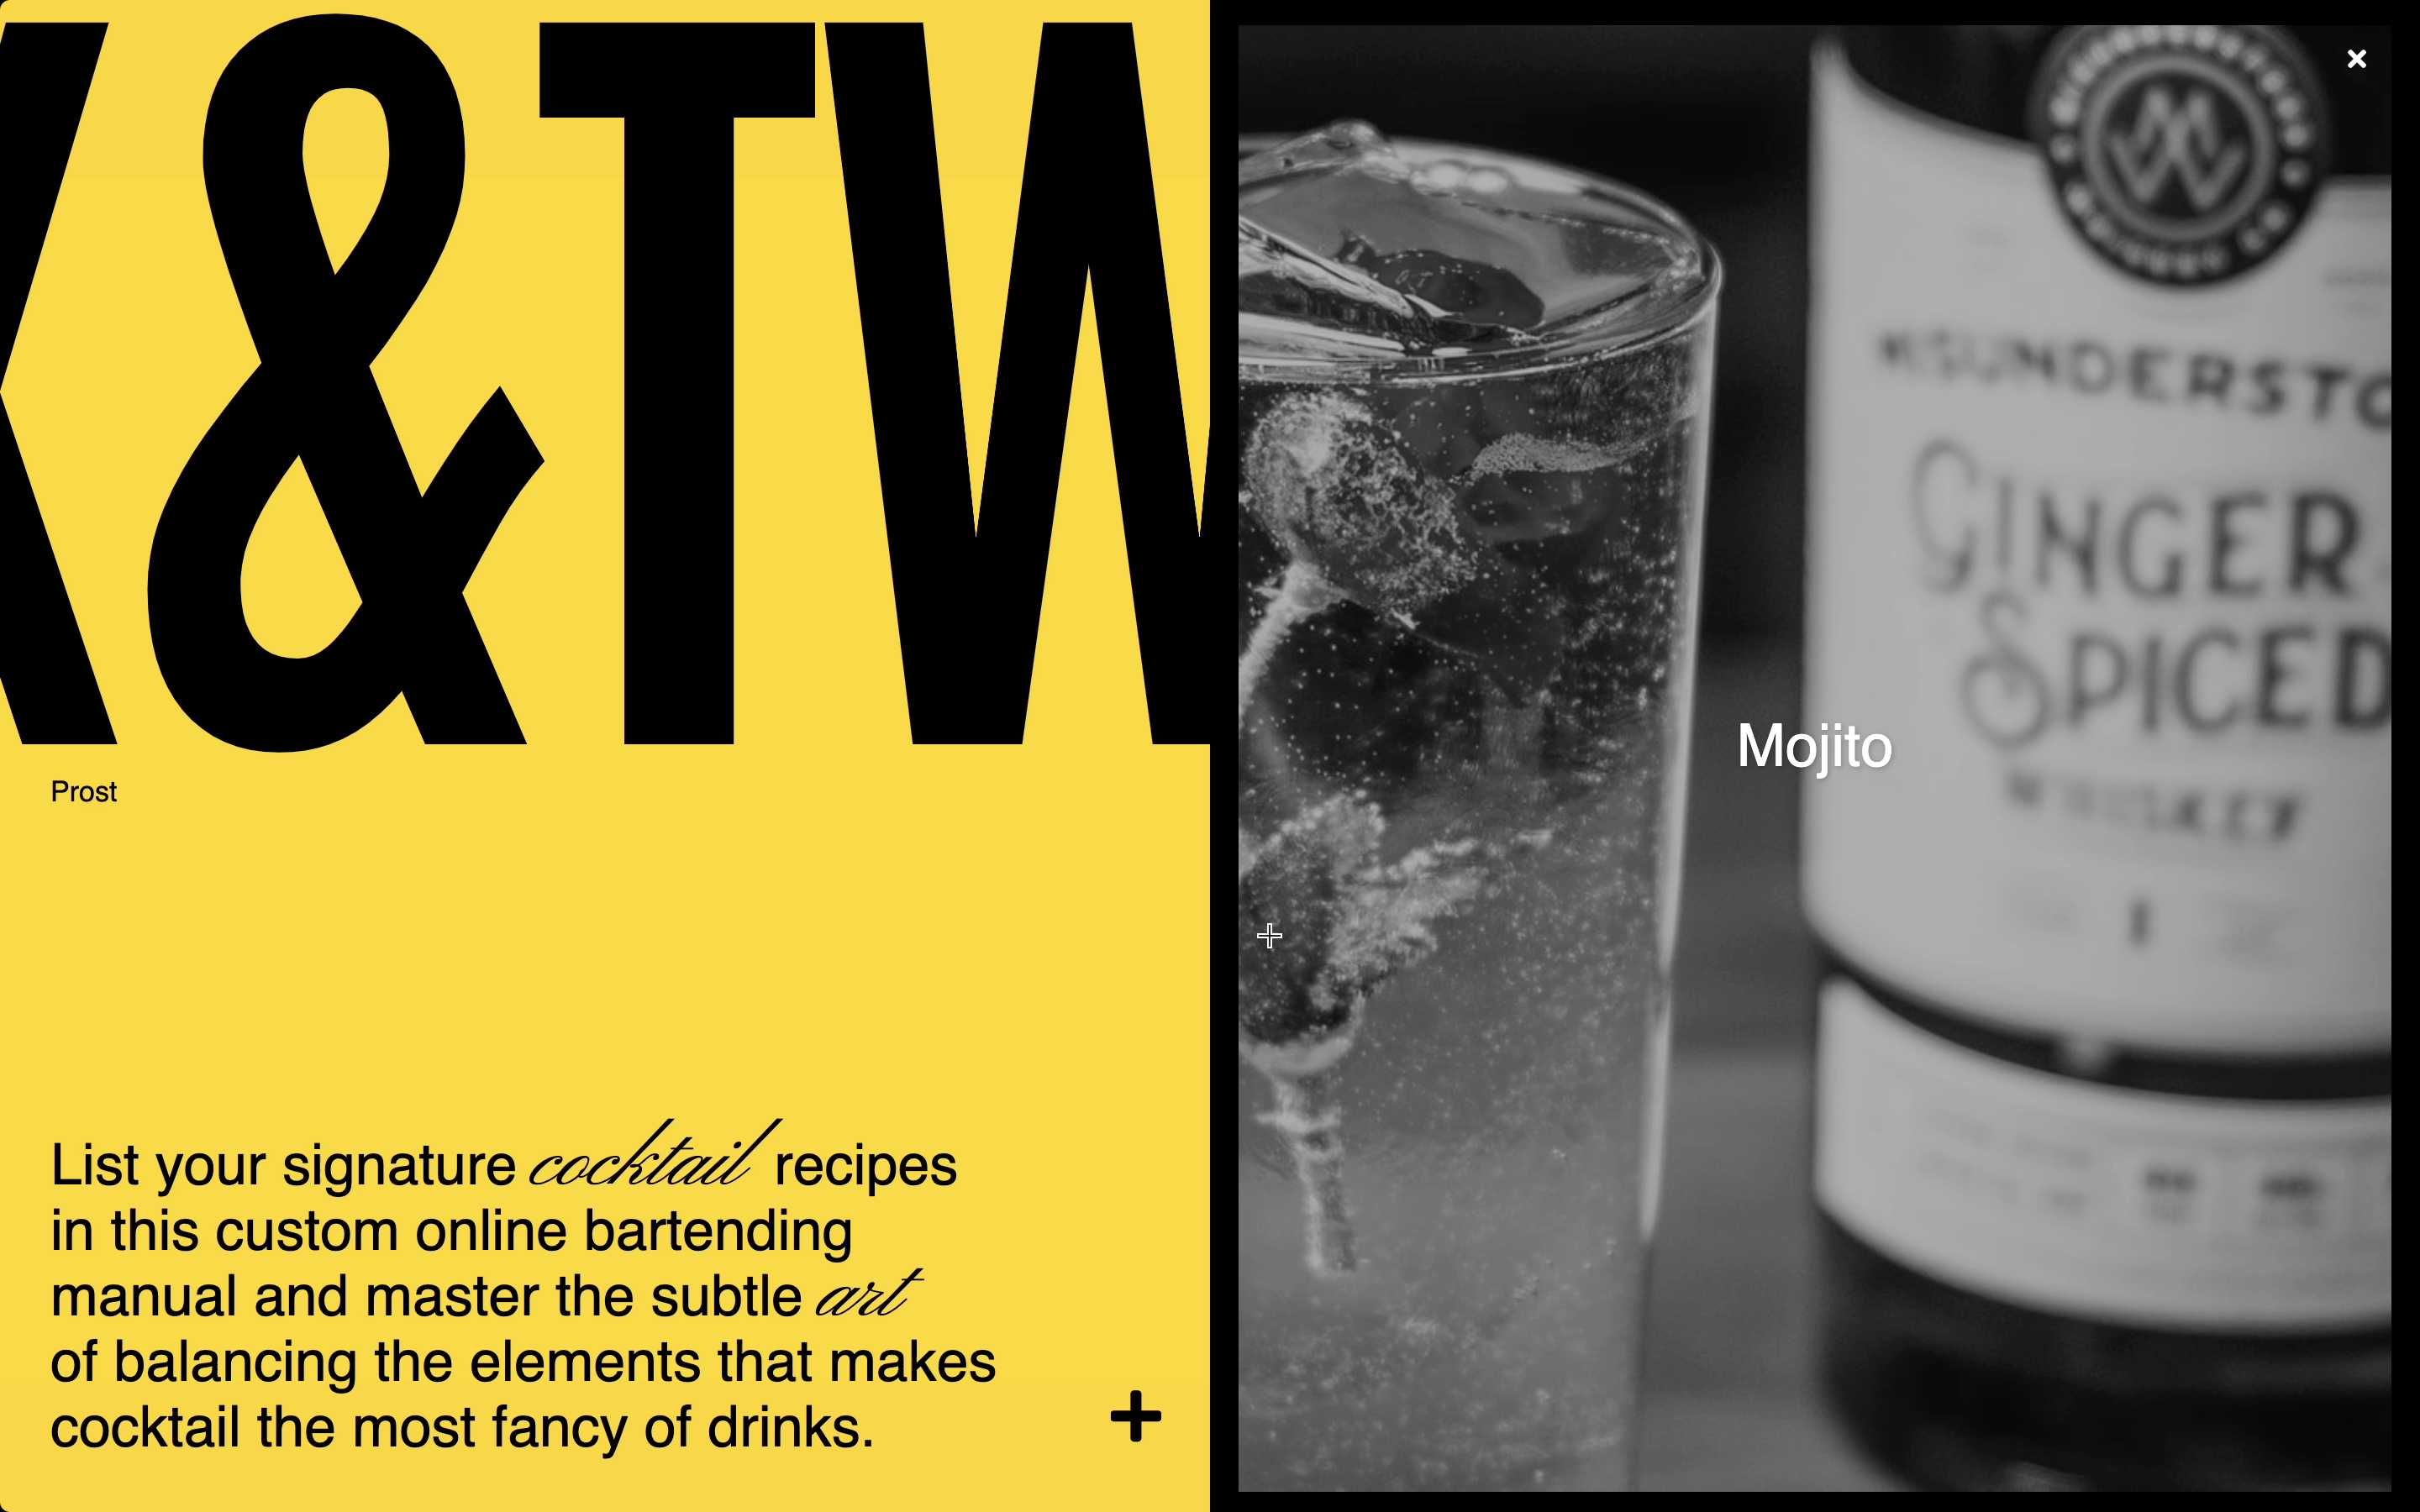 K&TW
Prost
List your signature cocktail recipes
in this custom online bartending
manual and master the subtle art
of balancing the elements that makes
cocktail the most fancy of drinks.
Mojito
GINGER
SPICED
WHISKEY